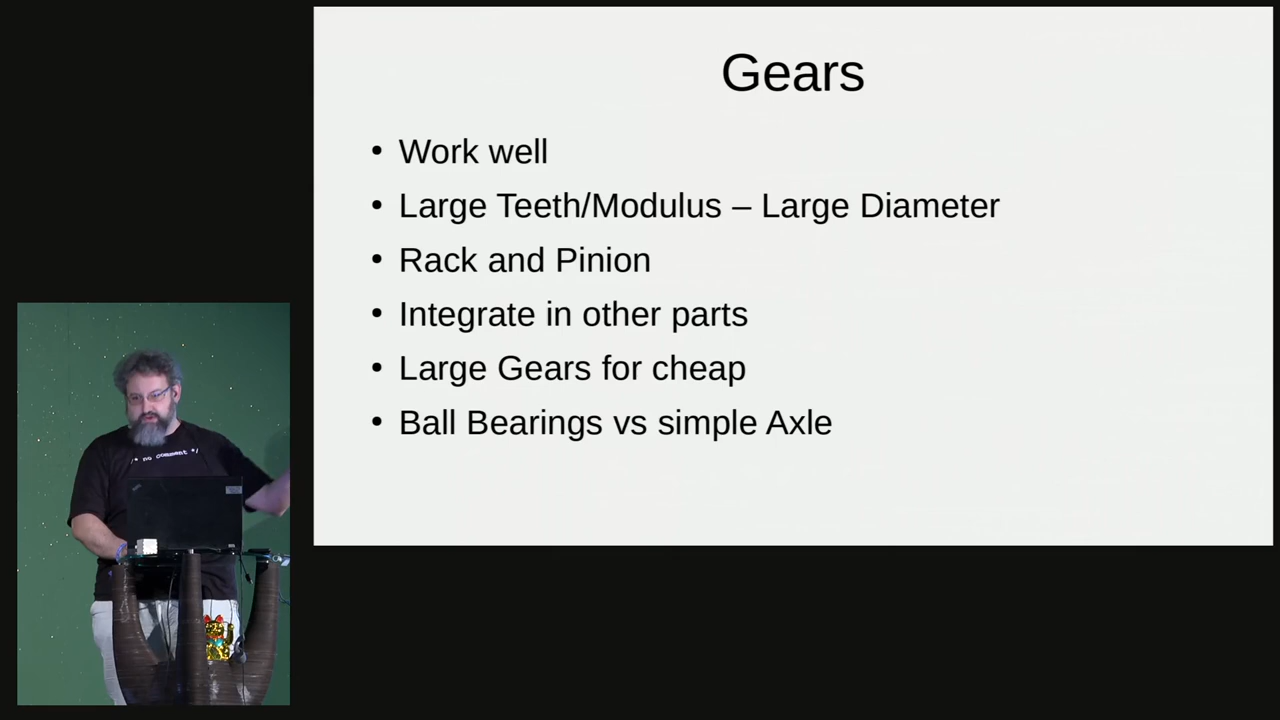 Gears
• Work well
• Large Teeth/Modulus – Large Diameter
• Rack and Pinion
• Integrate in other parts
• Large Gears for cheap
• Ball Bearings vs simple Axle
/* no comment */